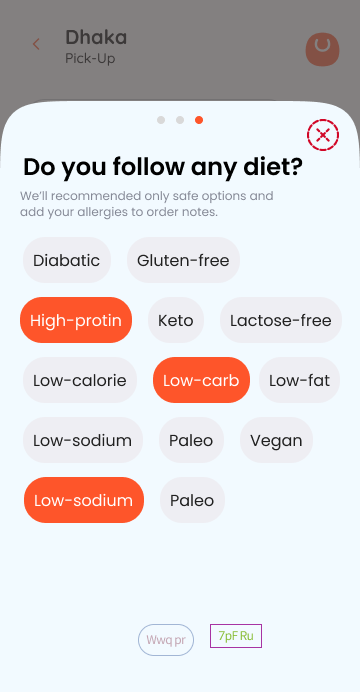 Dhaka
Pick-Up
Do you follow any diet?
We’ll recommended only safe options and
add your allergies to order notes.
Diabatic Gluten-free
High-protin Keto Lactose-free
Low-calorie Low-carb Low-fat
Low-sodium Paleo Vegan
Low-sodium Paleo
Wwq pr 7pF Ru